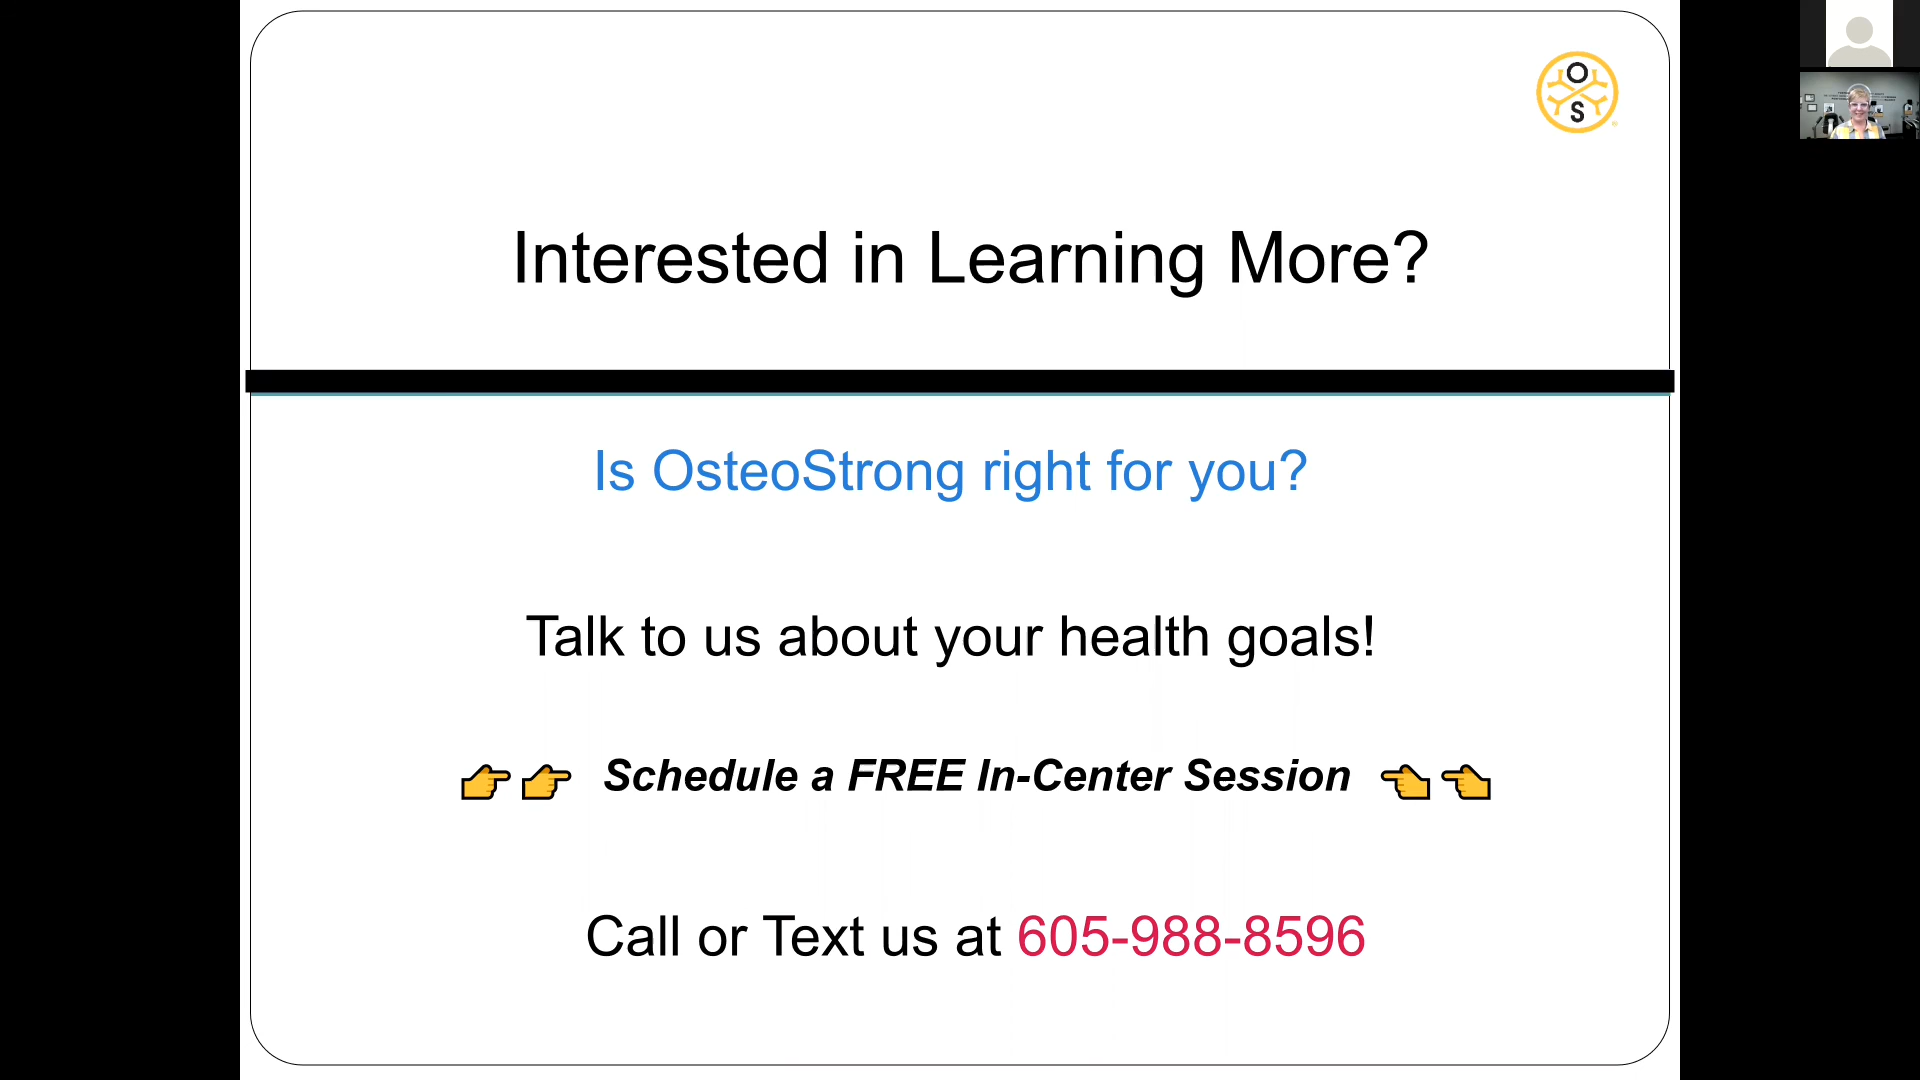 O
S
Interested in Learning More?
Is OsteoStrong right for you?
Talk to us about your health goals!
👉👉 Schedule a FREE In-Center Session 👈👈
Call or Text us at 605-988-8596